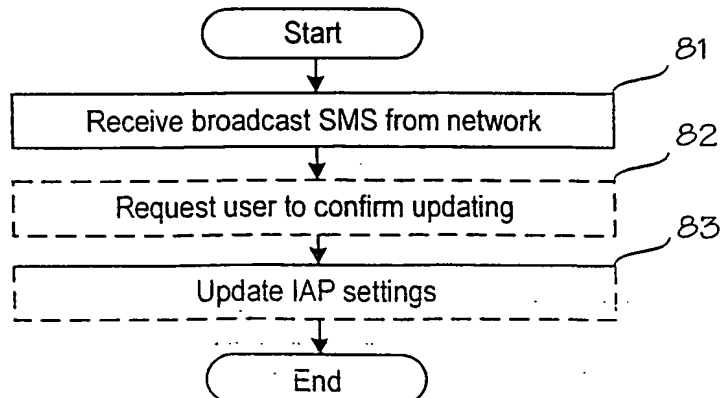 Start
81
Receive broadcast SMS from network
82
Request user to confirm updating
83
Update IAP settings
End